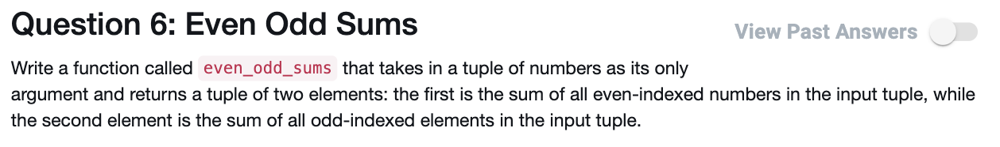 Question 6: Even Odd Sums
View Past Answers
Write a function called even_odd_sums that takes in a tuple of numbers as its only
argument and returns a tuple of two elements: the first is the sum of all even-indexed numbers in the input tuple, while
the second element is the sum of all odd-indexed elements in the input tuple.